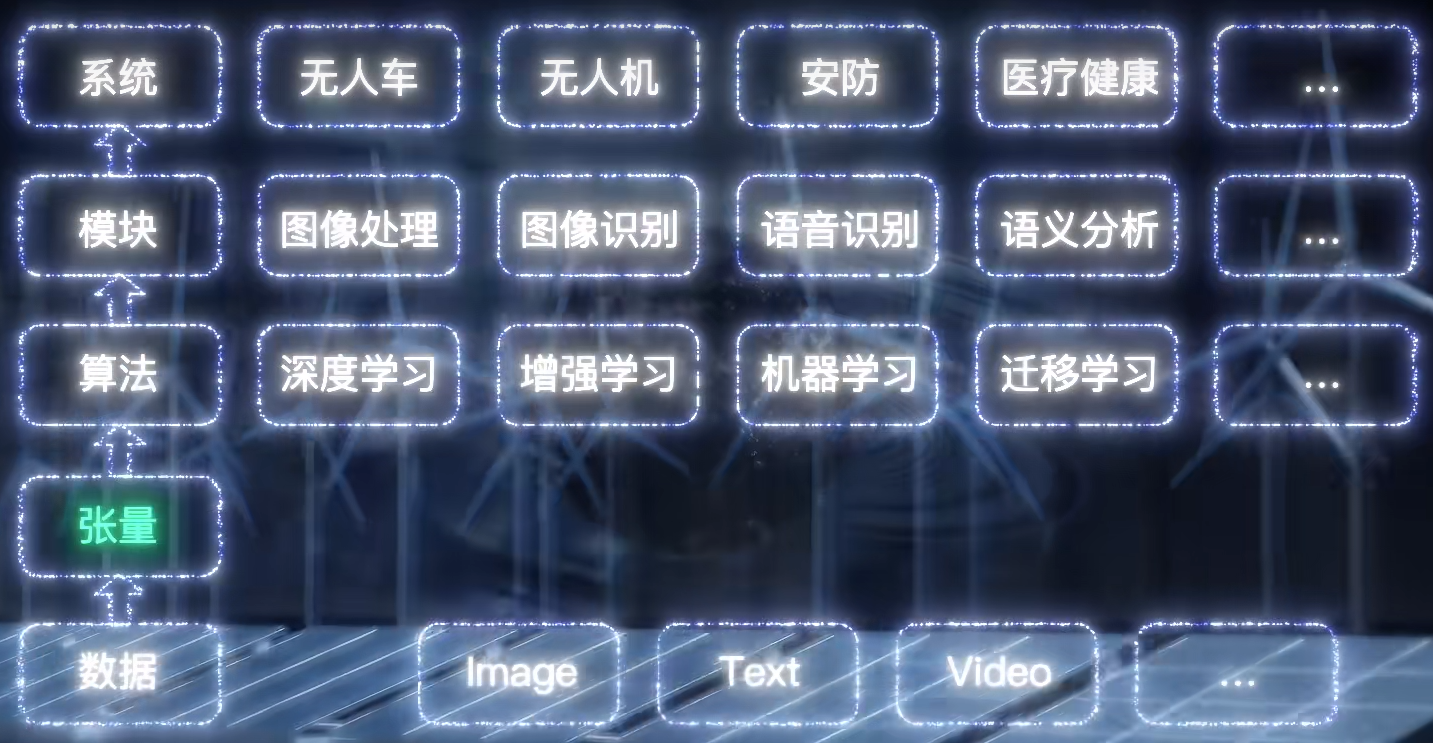 系统 无人车 无人机 安防 医疗健康 ...
模块 图像处理 图像识别 语音识别 语义分析 ...
算法 深度学习 增强学习 机器学习 迁移学习 ...
张量
数据 Image Text Video ...